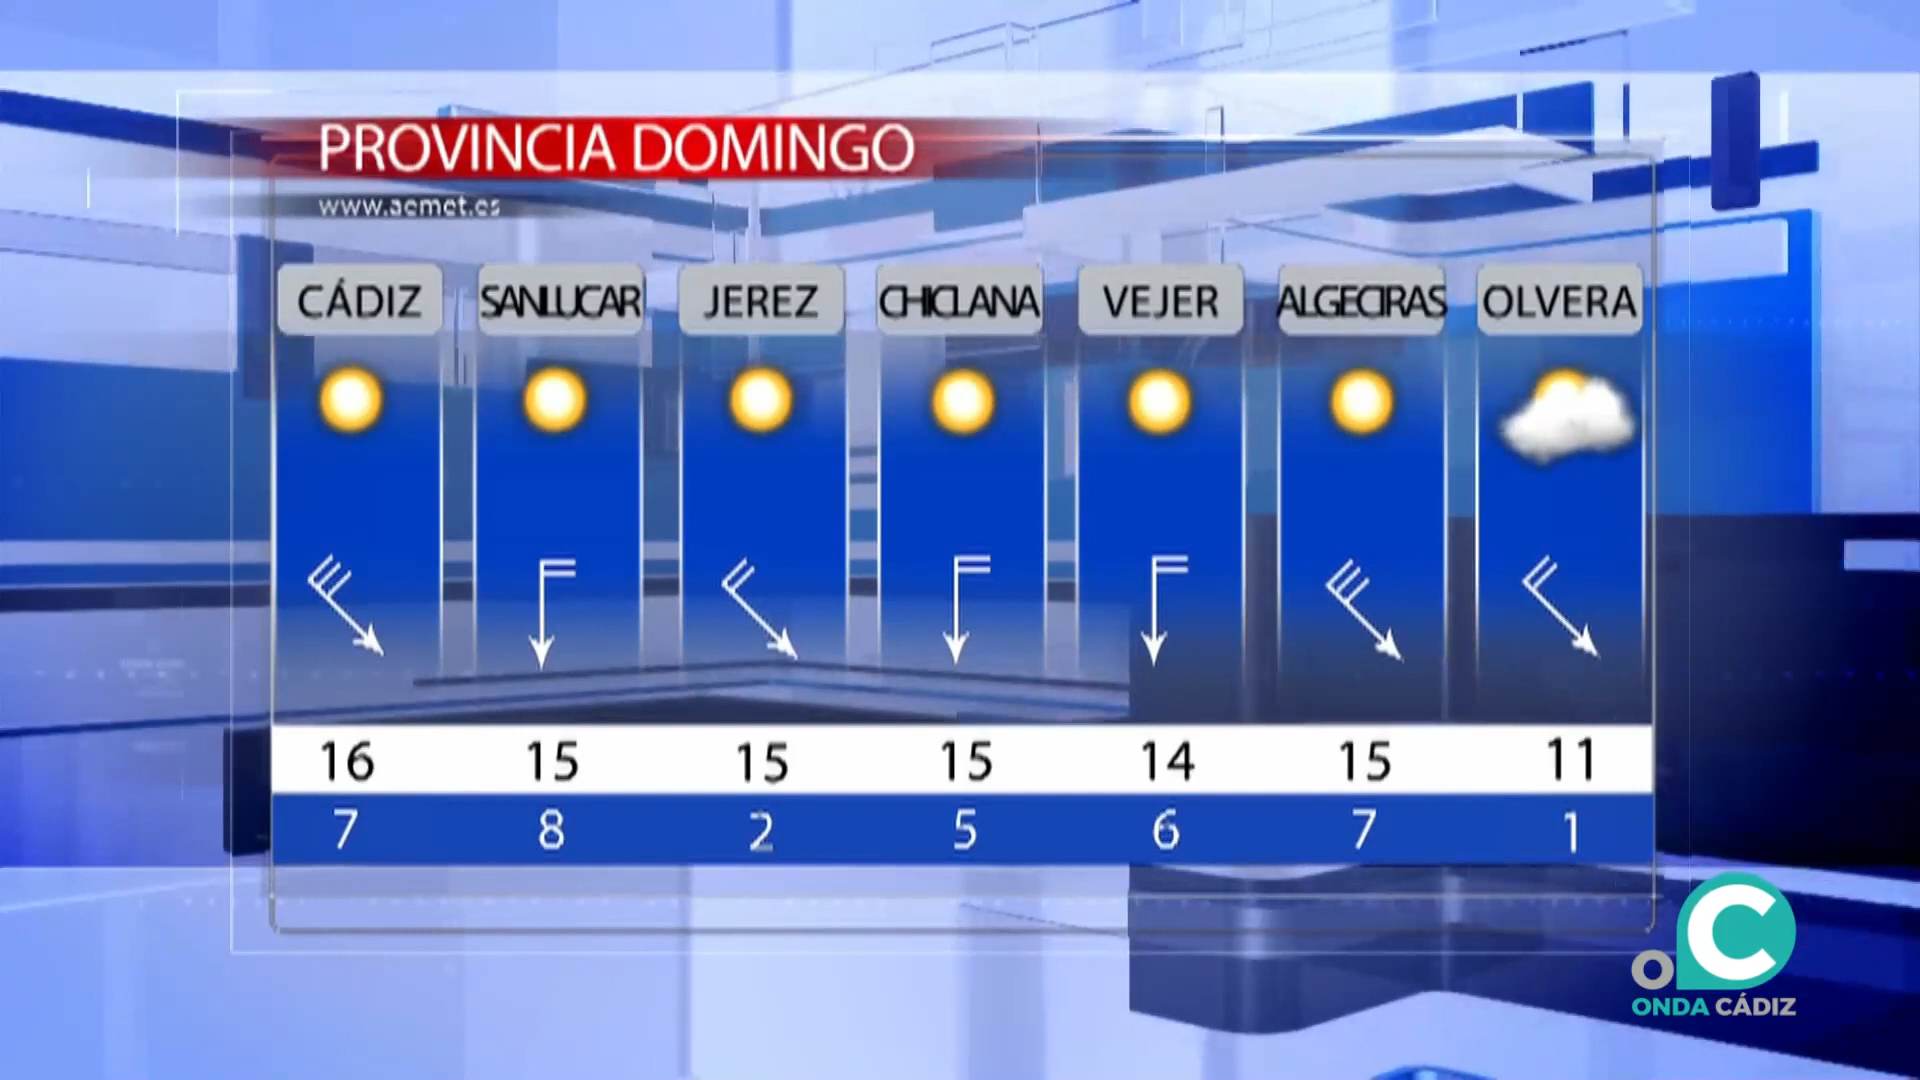 PROVINCIA DOMINGO
www.aemet.es
CÁDIZ SANLUCAR JEREZ CHICLANA VEJER ALGECIRAS OLVERA
16 15 15 15 14 15 11
7 8 2 5 6 7 1
OC
ONDA CÁDIZ